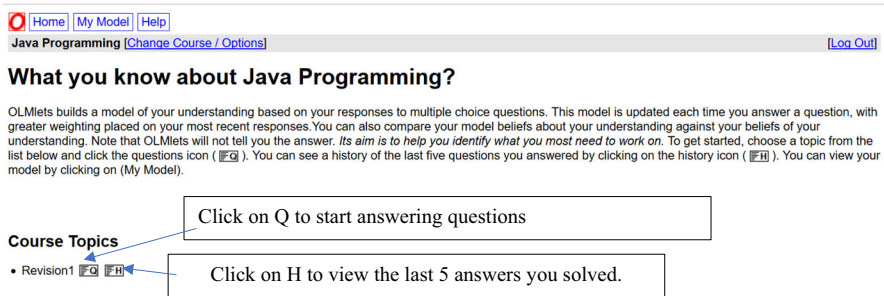 Home My Model Help
Java Programming [Change Course / Options] [Log Out]
What you know about Java Programming?
OLMlets builds a model of your understanding based on your responses to multiple choice questions. This model is updated each time you answer a question, with
greater weighting placed on your most recent responses.You can also compare your model beliefs about your understanding against your beliefs of your
understanding. Note that OLMlets will not tell you the answer. Its aim is to help you identify what you most need to work on. To get started, choose a topic from the
list below and click the questions icon ( Q ). You can see a history of the last five questions you answered by clicking on the history icon ( H ). You can view your
model by clicking on (My Model).
Click on Q to start answering questions
Course Topics
• Revision1 Q H
Click on H to view the last 5 answers you solved.